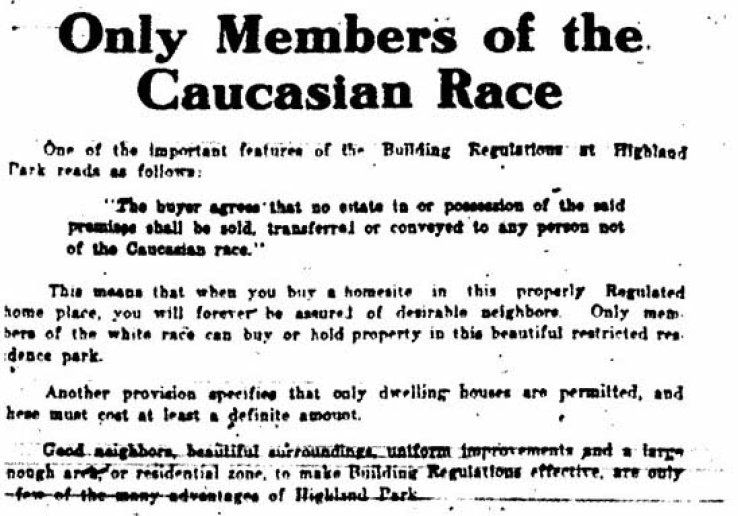 Only Members of the
Caucasian Race
One of the important features of the Building Regulations at Highland
Park reads as follows:
"The buyer agrees that no estate in or possession of the said
premises shall be sold, transferred or conveyed to any person not
of the Caucasian race."
This means that when you buy a homesite in this properly Regulated
home place, you will forever be assured of desirable neighbors. Only mem-
bers of the white race can buy or hold property in this beautiful restricted res-
idence park.
Another provision specifies that only dwelling houses are permitted, and
hese must cost at least a definite amount.
Good neighbors, beautiful surroundings, uniform improvements and a large
nough area, or residential zone, to make Building Regulations effective, are only
few of the many advantages of Highland Park